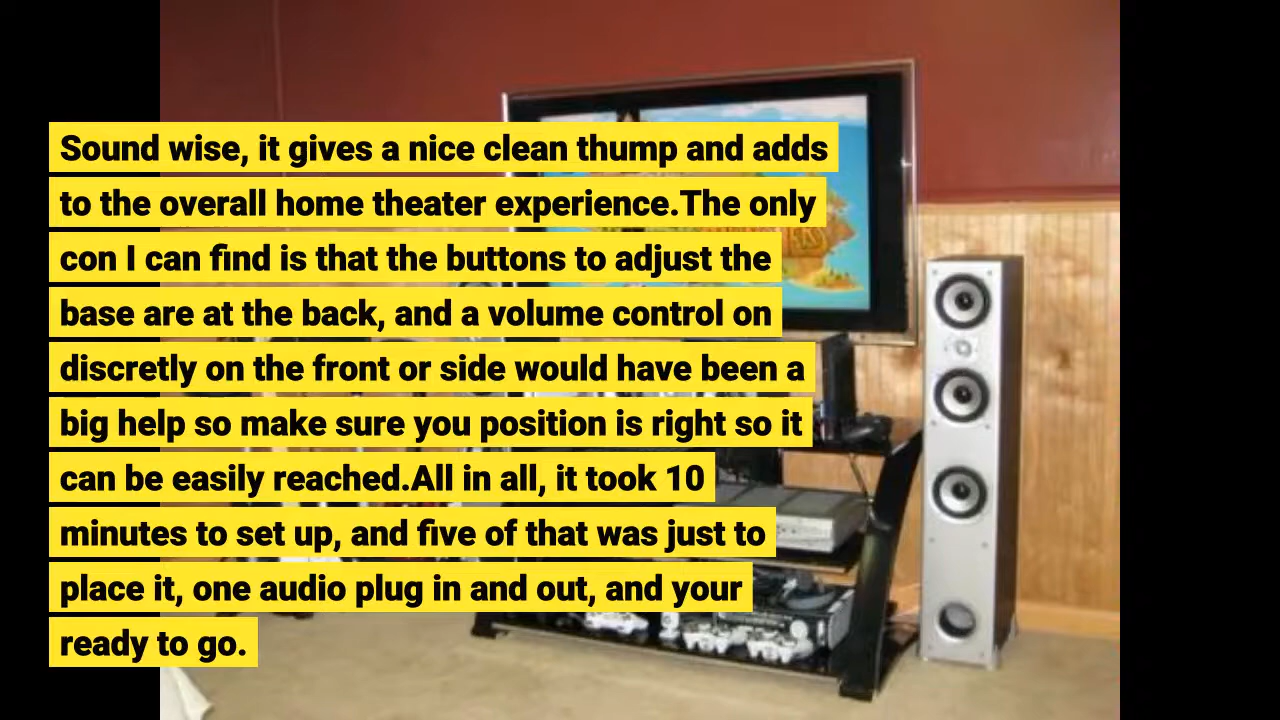 Sound wise, it gives a nice clean thump and adds
to the overall home theater experience.The only
con I can find is that the buttons to adjust the
base are at the back, and a volume control on
discretly on the front or side would have been a
big help so make sure you position is right so it
can be easily reached.All in all, it took 10
minutes to set up, and five of that was just to
place it, one audio plug in and out, and your
ready to go.